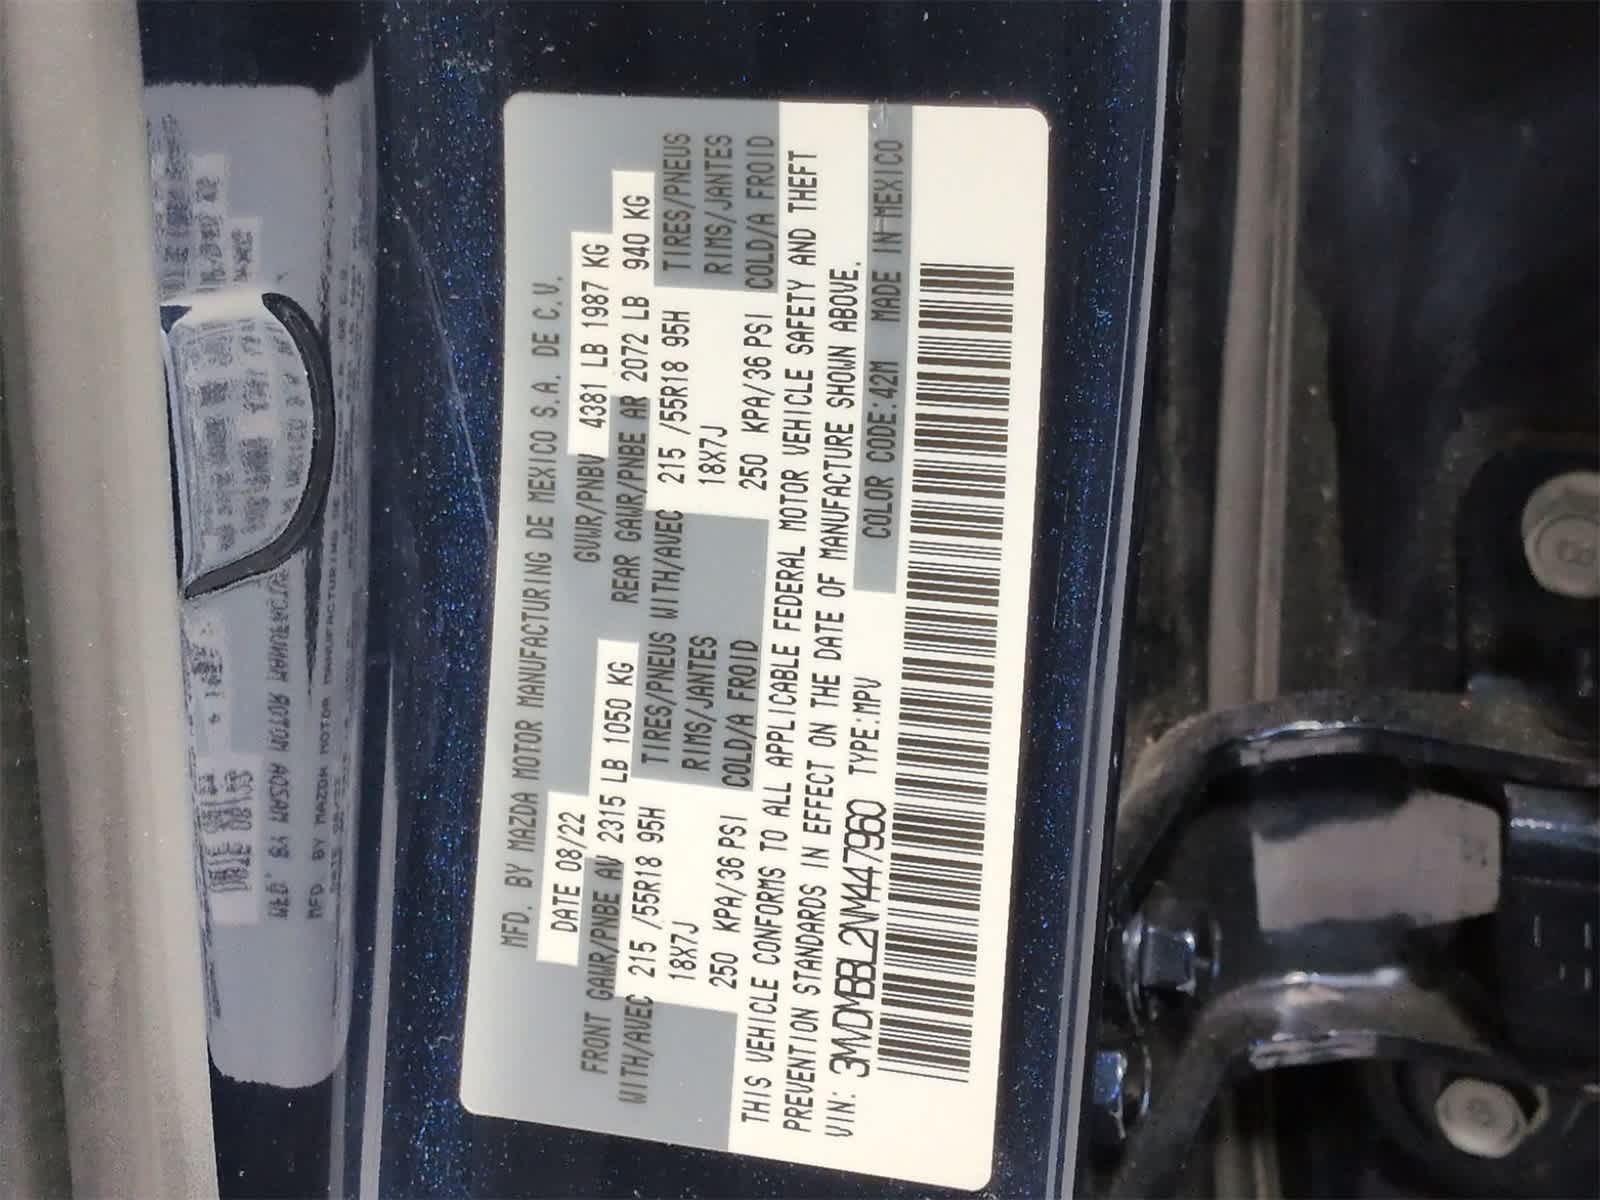 MFD. BY MAZDA MOTOR MANUFACTURING DE MEXICO S.A. DE C.V.
DATE 08/22 GVWR/PNBV 4381 LB 1987 KG
FRONT GAWR/PNBE AV 2315 LB 1050 KG REAR GAWR/PNBE AR 2072 LB 940 KG
WITH/AVEC 215 /55R18 95H TIRES/PNEUS WITH/AVEC 215 /55R18 95H TIRES/PNEUS
18X7J RIMS/JANTES 18X7J RIMS/JANTES
250 KPA/36 PSI COLD/A FROID 250 KPA/36 PSI COLD/A FROID
THIS VEHICLE CONFORMS TO ALL APPLICABLE FEDERAL MOTOR VEHICLE SAFETY AND THEFT
PREVENTION STANDARDS IN EFFECT ON THE DATE OF MANUFACTURE SHOWN ABOVE.
VIN: 3MVDMBBL2NM447960 TYPE:MPV COLOR CODE:42M MADE IN MEXICO